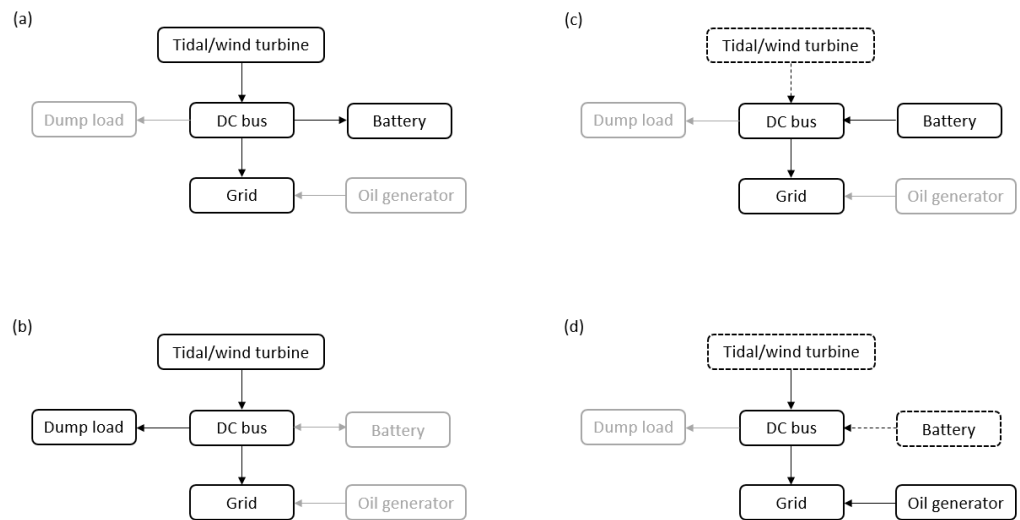 (a)
Tidal/wind turbine
Dump load
DC bus
Battery
Grid
Oil generator
(c)
Tidal/wind turbine
Dump load
DC bus
Battery
Grid
Oil generator
(b)
Tidal/wind turbine
Dump load
DC bus
Battery
Grid
Oil generator
(d)
Tidal/wind turbine
Dump load
DC bus
Battery
Grid
Oil generator